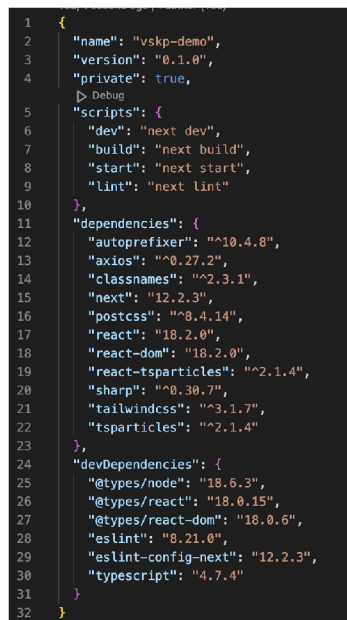 1 {
2 "name": "vskp-demo",
3 "version": "0.1.0",
4 "private": true,
Debug
5 "scripts": {
6 "dev": "next dev",
7 "build": "next build",
8 "start": "next start",
9 "lint": "next lint"
10 },
11 "dependencies": {
12 "autoprefixer": "^10.4.8",
13 "axios": "^0.27.2",
14 "classnames": "^2.3.1",
15 "next": "12.2.3",
16 "postcss": "^8.4.14",
17 "react": "18.2.0",
18 "react-dom": "18.2.0",
19 "react-tsparticles": "^2.1.4",
20 "sharp": "^0.30.7",
21 "tailwindcss": "^3.1.7",
22 "tsparticles": "^2.1.4"
23 },
24 "devDependencies": {
25 "@types/node": "18.6.3",
26 "@types/react": "18.0.15",
27 "@types/react-dom": "18.0.6",
28 "eslint": "8.21.0",
29 "eslint-config-next": "12.2.3",
30 "typescript": "4.7.4"
31 }
32 }